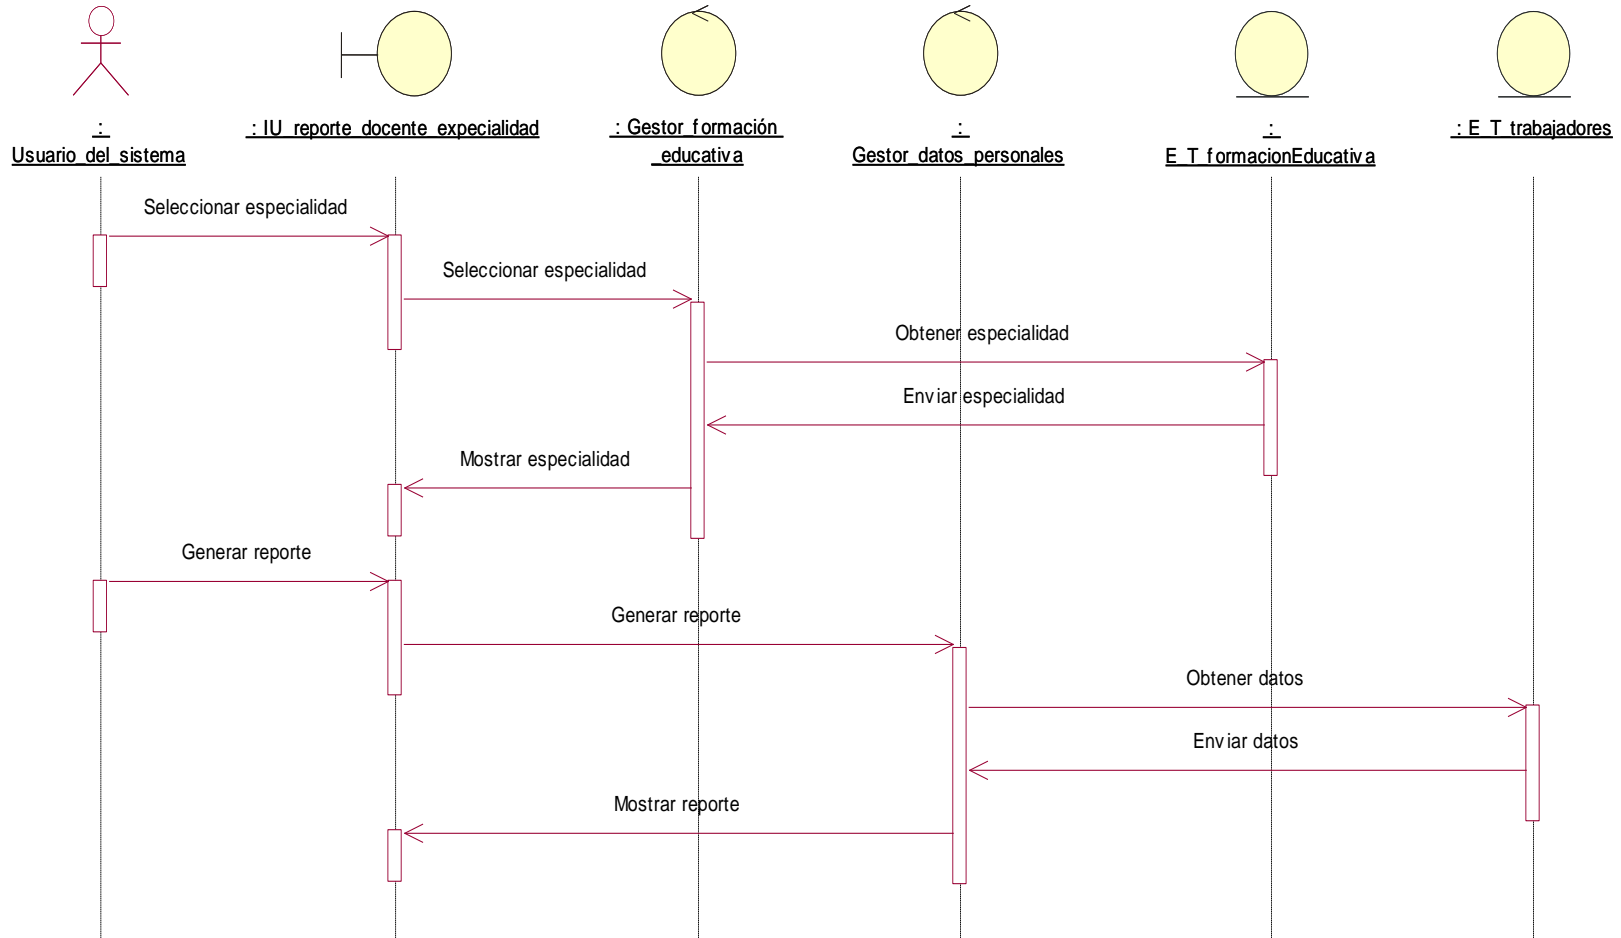 :
Usuario_del_sistema
: IU_reporte_docente_expecialidad
: Gestor_formación
_educativa
:
Gestor_datos_personales
:
E_T_formacionEducativa
: E_T_trabajadores
Seleccionar especialidad
Seleccionar especialidad
Obtener especialidad
Enviar especialidad
Mostrar especialidad
Generar reporte
Generar reporte
Obtener datos
Enviar datos
Mostrar reporte